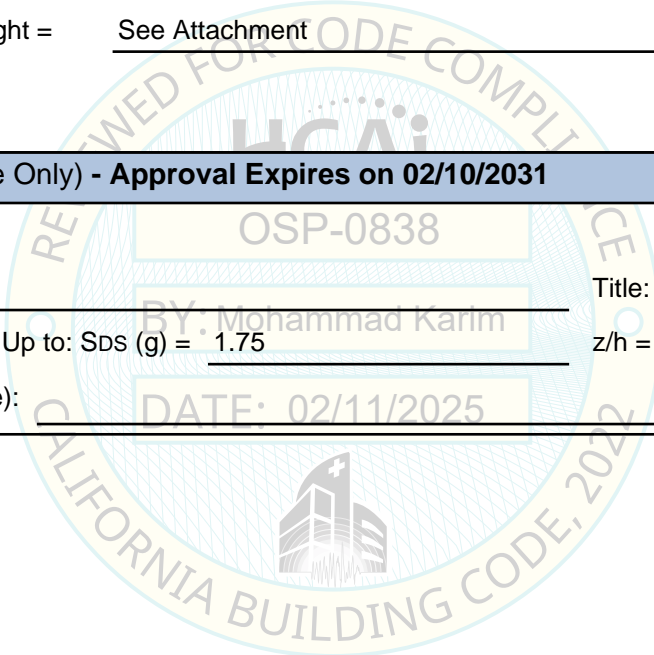 ght = See Attachment
REVIEWED FOR CODE COMPLIANCE
HCAi
e Only) - Approval Expires on 02/10/2031
OSP-0838
Title:
BY: Mohammad Karim
Up to: SDS (g) = 1.75 z/h =
e):
DATE: 02/11/2025
CALIFORNIA BUILDING CODE, 2022